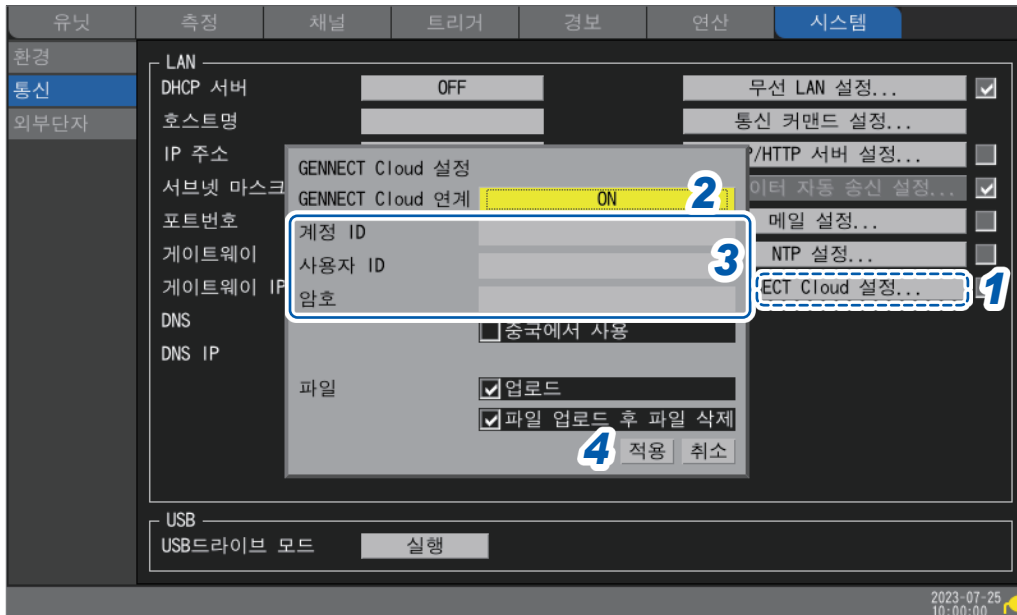 유닛 측정 채널 트리거 경보 연산 시스템
환경
통신
외부단자
LAN
DHCP 서버 OFF 무선 LAN 설정...
호스트명 통신 커맨드 설정...
IP 주소 P/HTTP 서버 설정...
서브넷 마스크 이터 자동 송신 설정...
포트번호 메일 설정...
게이트웨이 NTP 설정...
게이트웨이 IP ECT Cloud 설정... 1
DNS
DNS IP
GENNECT Cloud 설정
GENNECT Cloud 연계 ON 2
계정 ID
사용자 ID 3
암호
중국에서 사용
파일 업로드
파일 업로드 후 파일 삭제
4 적용 취소
USB
USB드라이브 모드 실행
2023-07-25
10:00:00